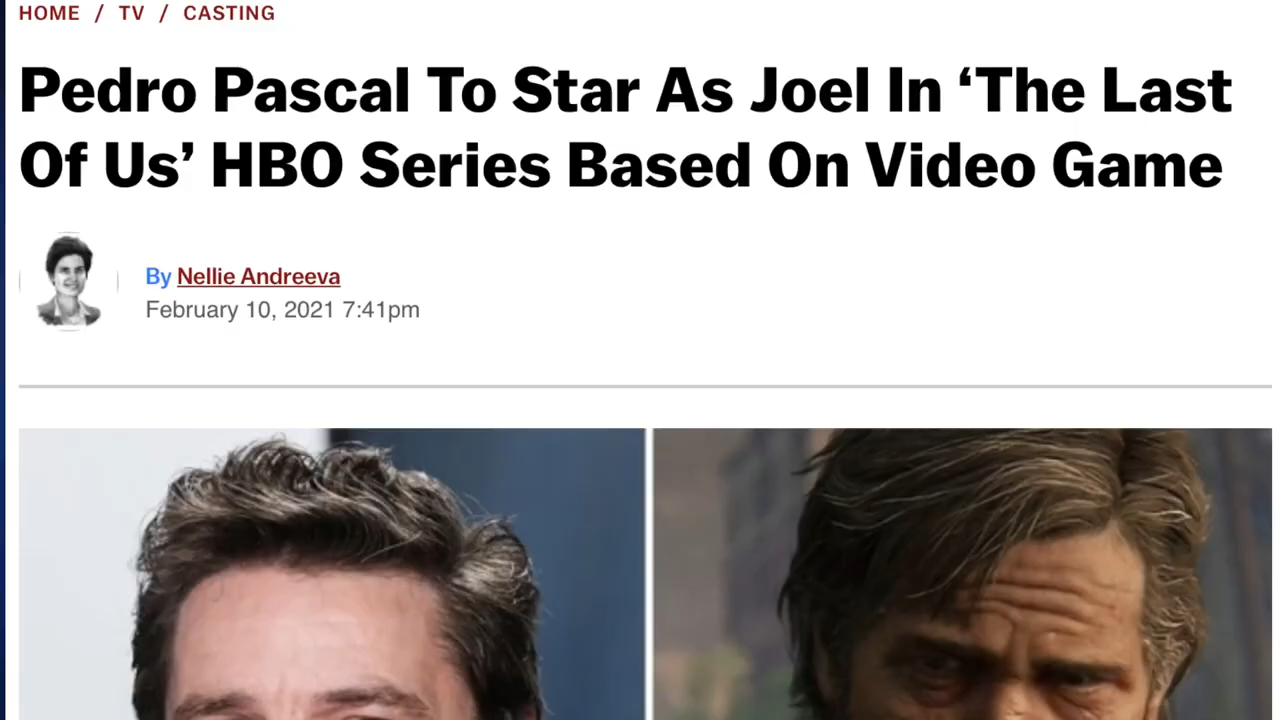 HOME / TV / CASTING
Pedro Pascal To Star As Joel In ‘The Last
Of Us’ HBO Series Based On Video Game
By Nellie Andreeva
February 10, 2021 7:41pm